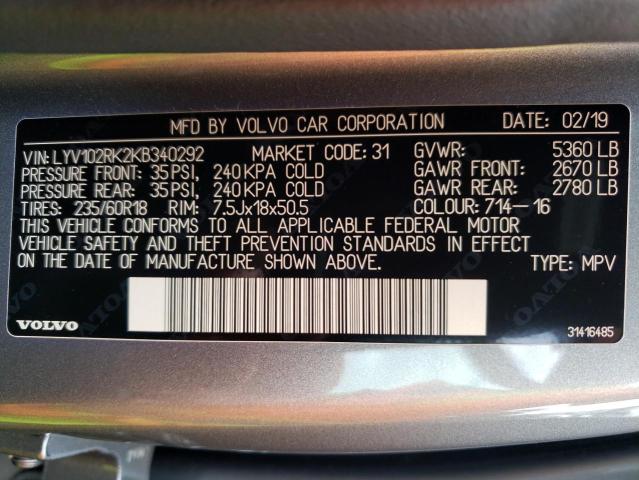 MFD BY VOLVO CAR CORPORATION DATE: 02/19
VIN: LYV102RK2KB340292 MARKET CODE: 31 GVWR: 5360 LB
PRESSURE FRONT: 35 PSI, 240 KPA COLD GAWR FRONT: 2670 LB
PRESSURE REAR: 35 PSI, 240 KPA COLD GAWR REAR: 2780 LB
TIRES: 235/60R18 RIM: 7.5Jx18x50.5 COLOUR: 714-16
THIS VEHICLE CONFORMS TO ALL APPLICABLE FEDERAL MOTOR
VEHICLE SAFETY AND THEFT PREVENTION STANDARDS IN EFFECT
ON THE DATE OF MANUFACTURE SHOWN ABOVE. TYPE: MPV
VOLVO 31416485